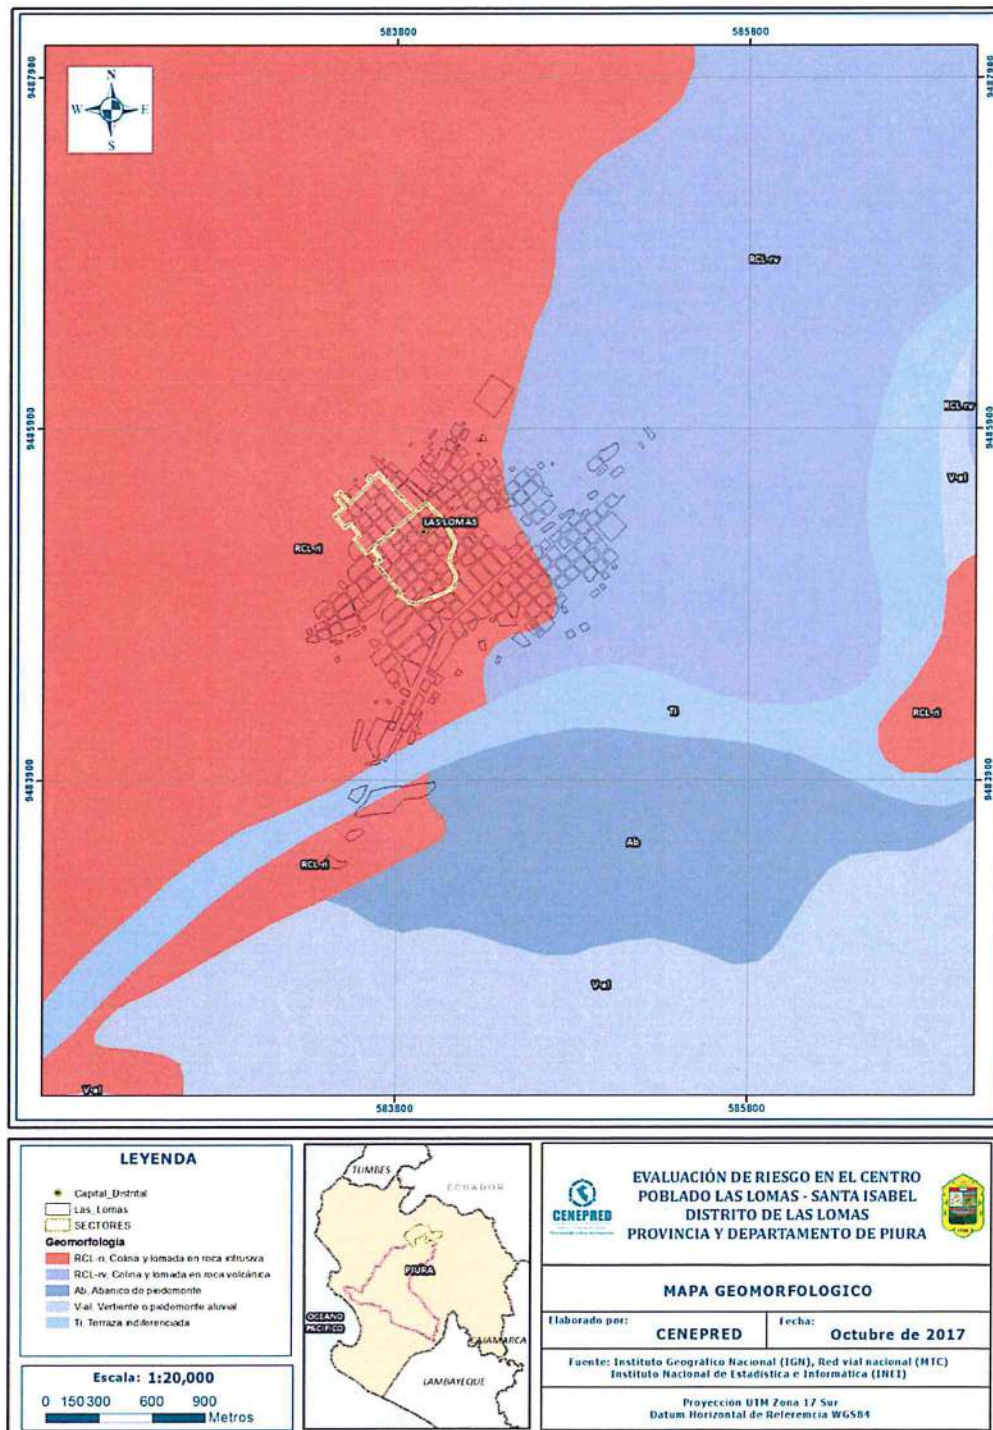 583800
585800
9487900
9487900
N
W
E
S
RCL-rv
RCL-rv
9485900
9485900
V-al
LAS LOMAS
RCL-ri
Ti
RCL-ri
9483900
9483900
Ab
RCL-ri
V-al
V-al
583800
585800
LEYENDA
Capital_Distrital
Las_Lomas
SECTORES
Geomorfología
RCL-ri, Colina y lomada en roca intrusiva
RCL-rv, Colina y lomada en roca volcánica
Ab, Abanico de piedemonte
V-al, Vertiente o piedemonte aluvial
Ti, Terraza indiferenciada
Escala: 1:20,000
0 150 300 600 900
Metros
TUMBES
ECUADOR
PIURA
OCEANO
PACIFICO
CAJAMARCA
LAMBAYEQUE
CENEPRED
EVALUACIÓN DE RIESGO EN EL CENTRO
POBLADO LAS LOMAS - SANTA ISABEL
DISTRITO DE LAS LOMAS
PROVINCIA Y DEPARTAMENTO DE PIURA
MAPA GEOMORFOLOGICO
Elaborado por:
CENEPRED
Fecha:
Octubre de 2017
Fuente: Instituto Geográfico Nacional (IGN), Red vial nacional (MTC)
Instituto Nacional de Estadística e Informática (INEI)
Proyección UTM Zona 17 Sur
Datum Horizontal de Referencia WGS84